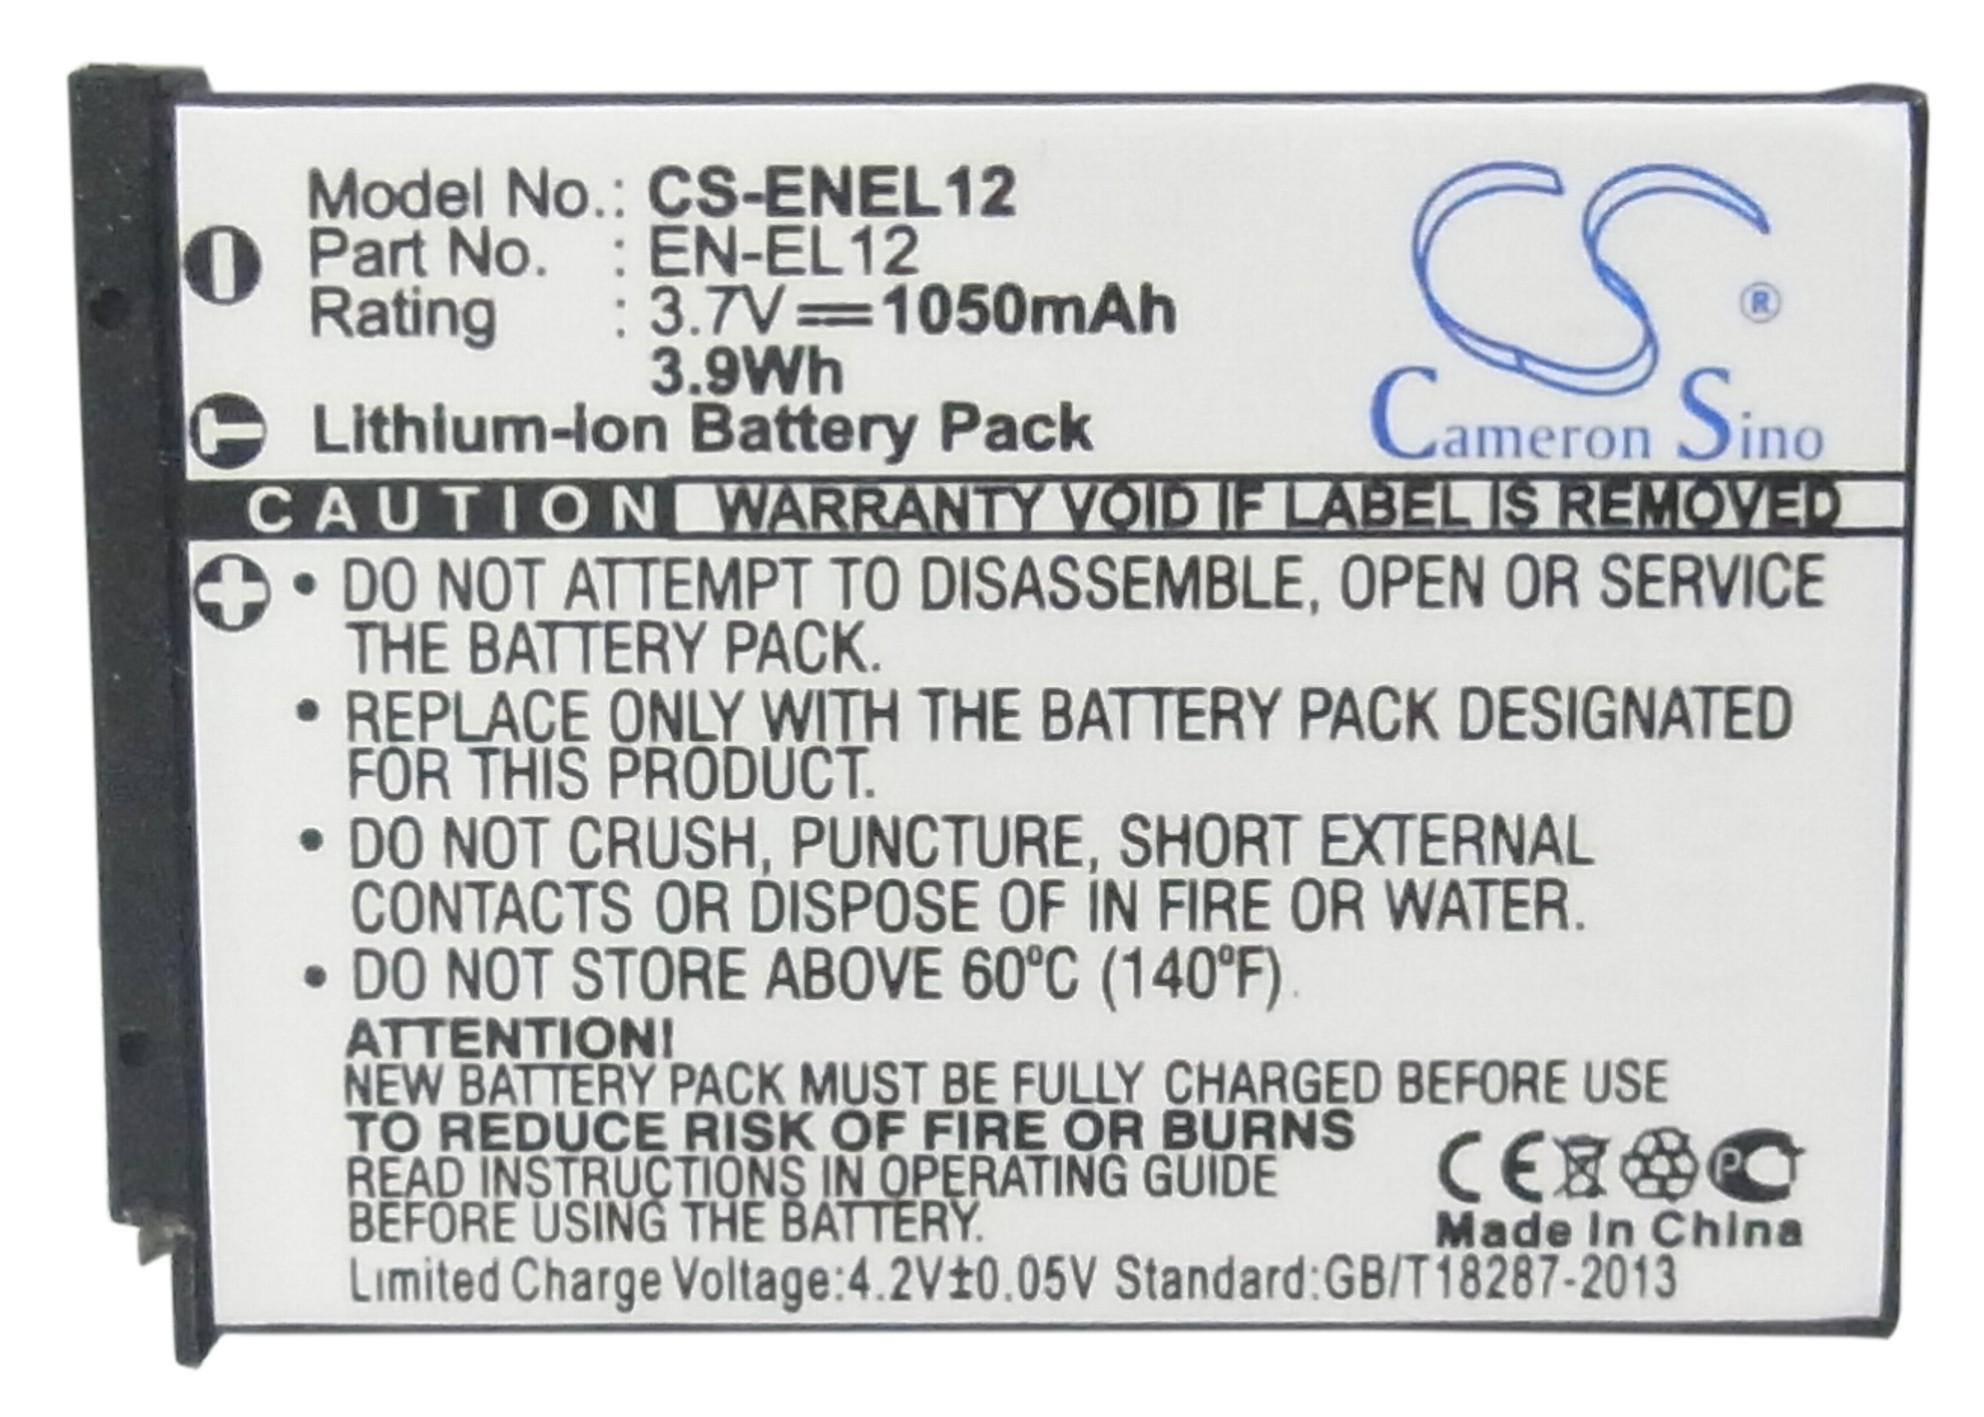 Model No.: CS-ENEL12
Part No. : EN-EL12
Rating : 3.7V⎓1050mAh
3.9Wh
Lithium-ion Battery Pack
CS ®
Cameron Sino
CAUTION WARRANTY VOID IF LABEL IS REMOVED
• DO NOT ATTEMPT TO DISASSEMBLE, OPEN OR SERVICE
THE BATTERY PACK.
• REPLACE ONLY WITH THE BATTERY PACK DESIGNATED
FOR THIS PRODUCT.
• DO NOT CRUSH, PUNCTURE, SHORT EXTERNAL
CONTACTS OR DISPOSE OF IN FIRE OR WATER.
• DO NOT STORE ABOVE 60°C (140°F).
ATTENTION!
NEW BATTERY PACK MUST BE FULLY CHARGED BEFORE USE
TO REDUCE RISK OF FIRE OR BURNS
READ INSTRUCTIONS IN OPERATING GUIDE
BEFORE USING THE BATTERY.
CE PC
Made In China
Limited Charge Voltage:4.2V±0.05V Standard:GB/T18287-2013